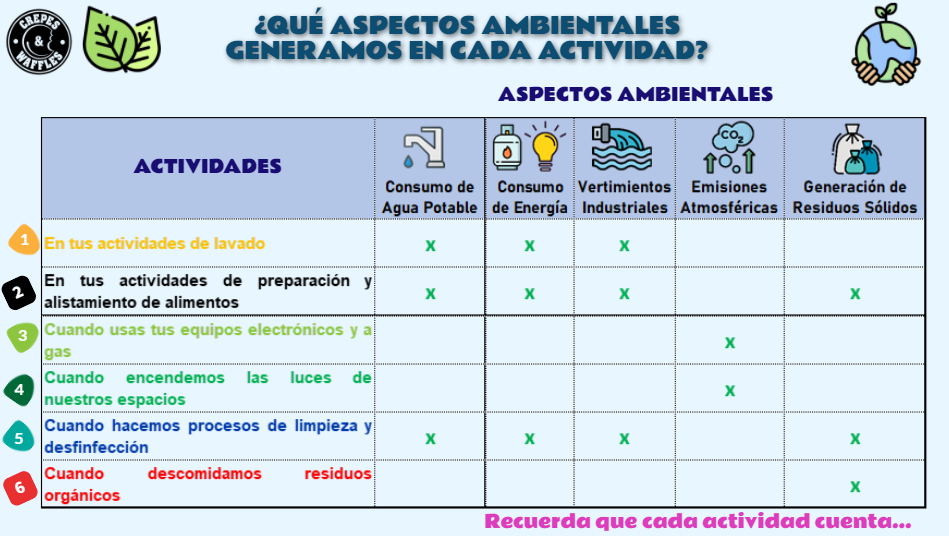 CREPES
&
WAFFLES
¿QUÉ ASPECTOS AMBIENTALES
GENERAMOS EN CADA ACTIVIDAD?
ASPECTOS AMBIENTALES
ACTIVIDADES
Consumo de
Agua Potable
Consumo
de Energía
Vertimientos
Industriales
CO2
Emisiones
Atmosféricas
Generación de
Residuos Sólidos
1
En tus actividades de lavado
x x x
2
En tus actividades de preparación y
alistamiento de alimentos
x x x x
3
Cuando usas tus equipos electrónicos y a
gas
x
4
Cuando encendemos las luces de
nuestros espacios
x
5
Cuando hacemos procesos de limpieza y
desfinfección
x x x x
6
Cuando descomidamos residuos
orgánicos
x
Recuerda que cada actividad cuenta...